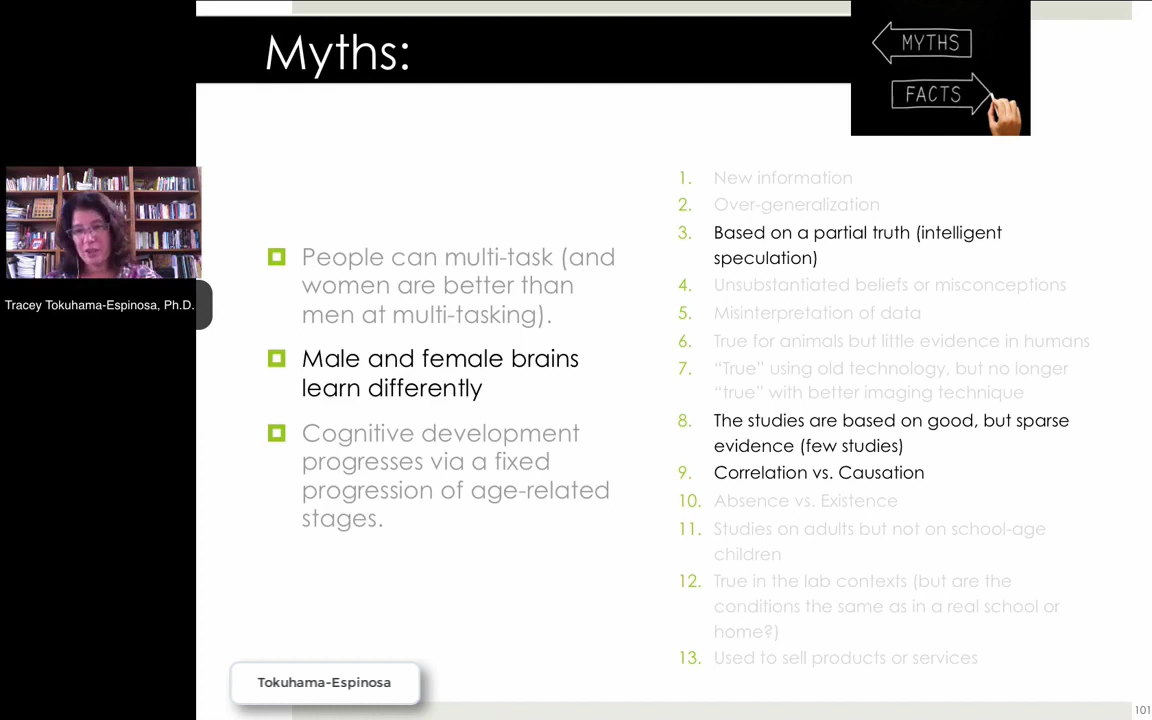 Myths:
MYTHS
FACTS
Tracey Tokuhama-Espinosa, Ph.D.
People can multi-task (and
women are better than
men at multi-tasking).
Male and female brains
learn differently
Cognitive development
progresses via a fixed
progression of age-related
stages.
1. New information
2. Over-generalization
3. Based on a partial truth (intelligent
speculation)
4. Unsubstantiated beliefs or misconceptions
5. Misinterpretation of data
6. True for animals but little evidence in humans
7. “True” using old technology, but no longer
“true” with better imaging technique
8. The studies are based on good, but sparse
evidence (few studies)
9. Correlation vs. Causation
10. Absence vs. Existence
11. Studies on adults but not on school-age
children
12. True in the lab contexts (but are the
conditions the same as in a real school or
home?)
13. Used to sell products or services
Tokuhama-Espinosa
101